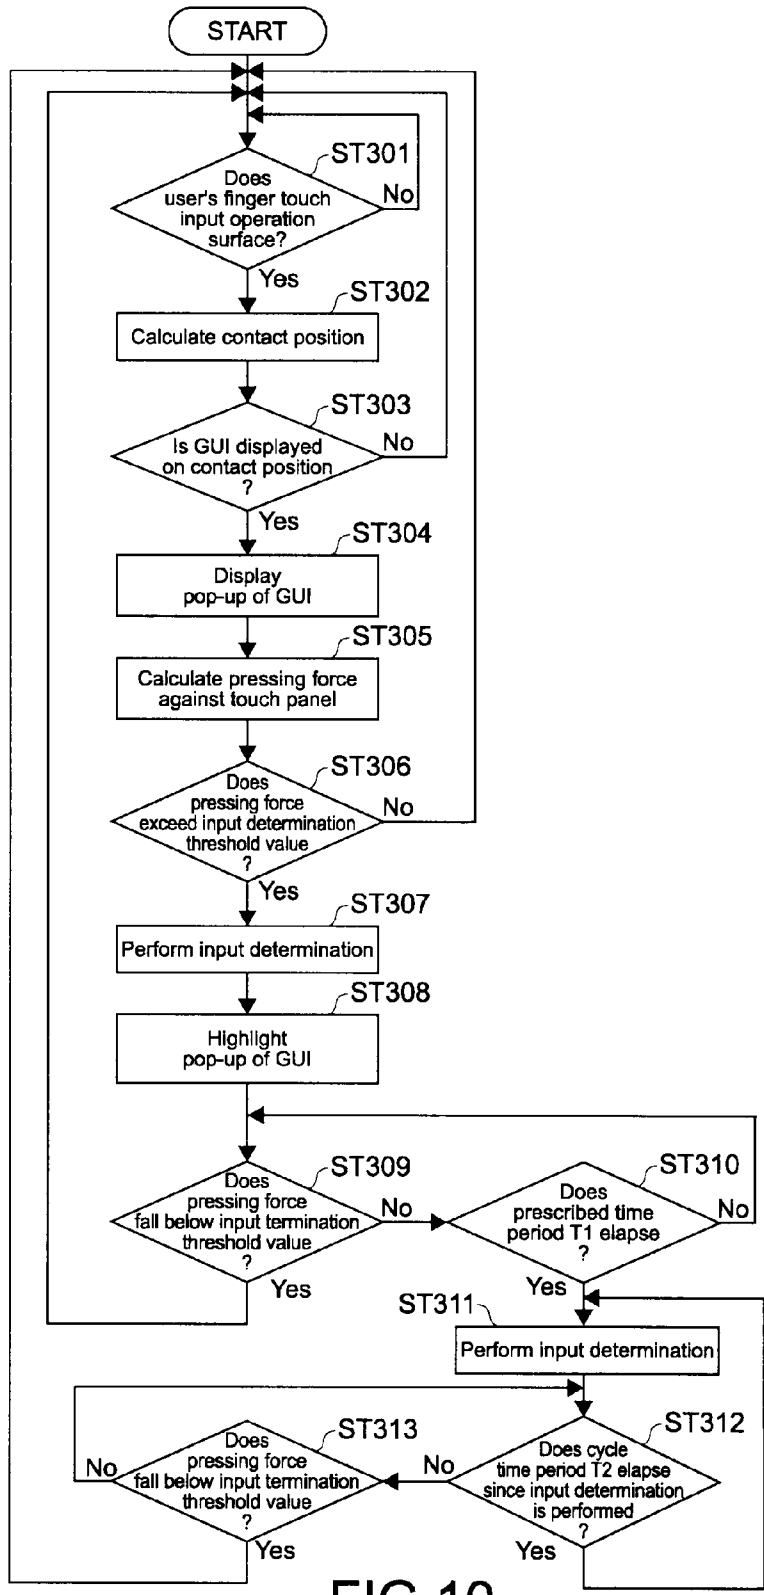 START
ST301
Does
user's finger touch
input operation
surface?
No
Yes
ST302
Calculate contact position
ST303
Is GUI displayed
on contact position
?
No
Yes
ST304
Display
pop-up of GUI
ST305
Calculate pressing force
against touch panel
ST306
Does
pressing force
exceed input determination
threshold value
?
No
Yes
ST307
Perform input determination
ST308
Highlight
pop-up of GUI
ST309
Does
pressing force
fall below input termination
threshold value
?
No
Yes
ST310
Does
prescribed time
period T1 elapse
?
No
Yes
ST311
Perform input determination
ST312
Does cycle
time period T2 elapse
since input determination
is performed
?
No
Yes
ST313
Does
pressing force
fall below input termination
threshold value
?
No
Yes